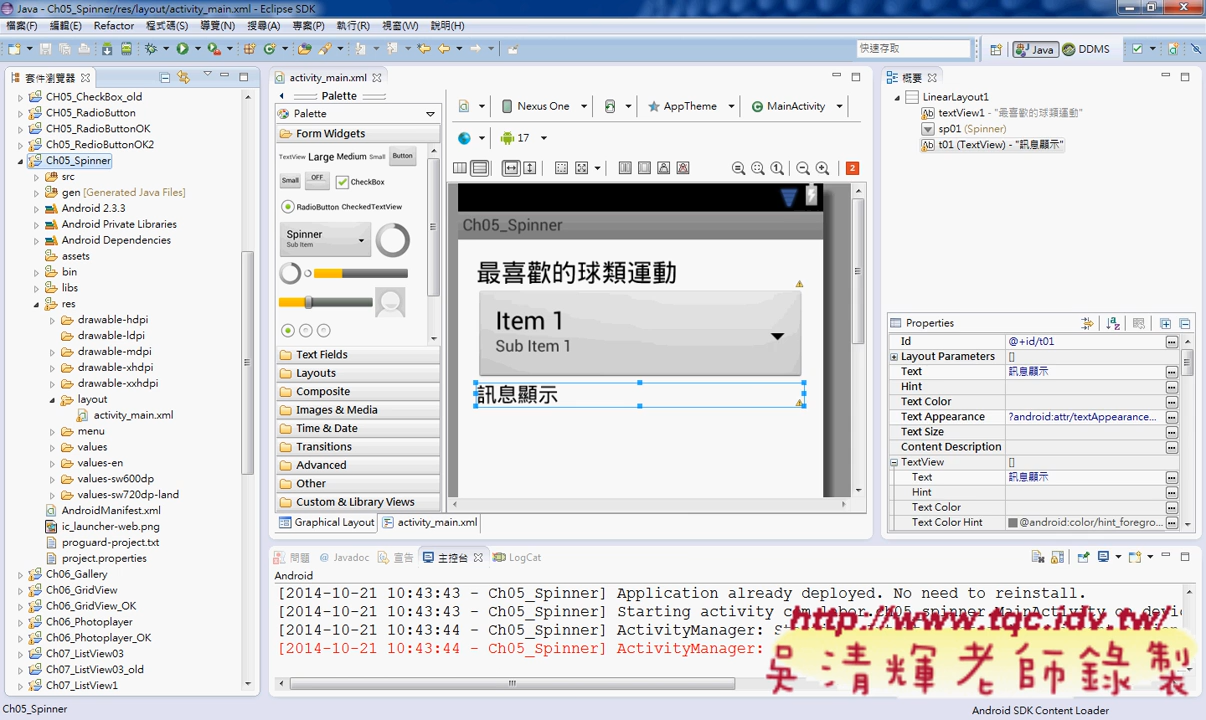 Java - Ch05_Spinner/res/layout/activity_main.xml - Eclipse SDK
檔案(F) 編輯(E) Refactor 程式碼(S) 導覽(N) 搜尋(A) 專案(P) 執行(R) 視窗(W) 說明(H)
快速存取
Java
DDMS
套件瀏覽器
CH05_CheckBox_old
CH05_RadioButton
CH05_RadioButtonOK
CH05_RedioButtonOK2
Ch05_Spinner
src
gen [Generated Java Files]
Android 2.3.3
Android Private Libraries
Android Dependencies
assets
bin
libs
res
drawable-hdpi
drawable-ldpi
drawable-mdpi
drawable-xhdpi
drawable-xxhdpi
layout
activity_main.xml
menu
values
values-en
values-sw600dp
values-sw720dp-land
AndroidManifest.xml
ic_launcher-web.png
proguard-project.txt
project.properties
Ch06_Gallery
Ch06_GridView
Ch06_GridView_OK
Ch06_Photoplayer
Ch06_Photoplayer_OK
Ch07_ListView03
Ch07_ListView03_old
Ch07_ListView1
activity_main.xml
Palette
Palette
Form Widgets
TextView Large Medium Small Button
Small OFF CheckBox
RadioButton CheckedTextView
Spinner
Sub Item
Text Fields
Layouts
Composite
Images & Media
Time & Date
Transitions
Advanced
Other
Custom & Library Views
Graphical Layout activity_main.xml
Nexus One AppTheme MainActivity
17
2
Ch05_Spinner
最喜歡的球類運動
Item 1
Sub Item 1
訊息顯示
概要
LinearLayout1
textView1 - "最喜歡的球類運動"
sp01 (Spinner)
t01 (TextView) - "訊息顯示"
Properties
Id @+id/t01
Layout Parameters []
Text 訊息顯示
Hint
Text Color
Text Appearance ?android:attr/textAppearance...
Text Size
Content Description
TextView []
Text 訊息顯示
Hint
Text Color
Text Color Hint @android:color/hint_foregro...
問題 Javadoc 宣告 主控台 LogCat
Android
[2014-10-21 10:43:43 - Ch05_Spinner] Application already deployed. No need to reinstall.
[2014-10-21 10:43:43 - Ch05_Spinner] Starting activity
[2014-10-21 10:43:44 - Ch05_Spinner] ActivityManager:
[2014-10-21 10:43:44 - Ch05_Spinner] ActivityManager:
http://www.tqc.idv.tw/
吳清輝老師錄製
Ch05_Spinner
Android SDK Content Loader